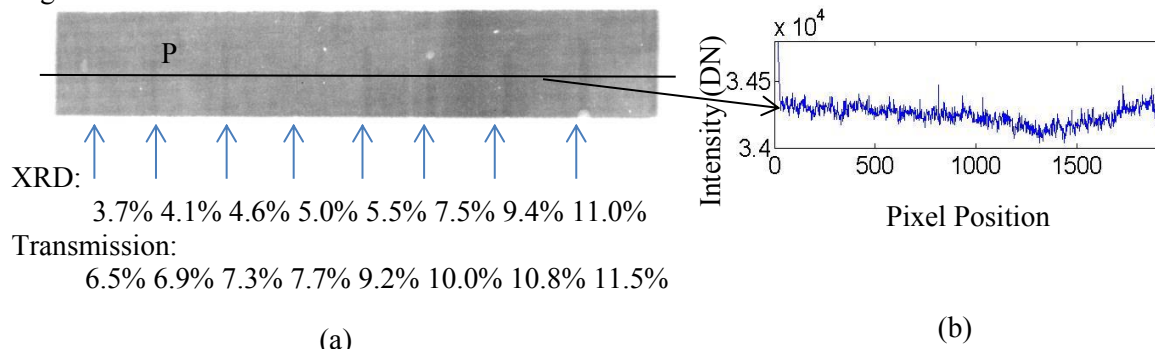 P
XRD:
3.7% 4.1% 4.6% 5.0% 5.5% 7.5% 9.4% 11.0%
Transmission:
6.5% 6.9% 7.3% 7.7% 9.2% 10.0% 10.8% 11.5%
(a)
x 10⁴
Intensity (DN)
3.45
3.4
0 500 1000 1500
Pixel Position
(b)